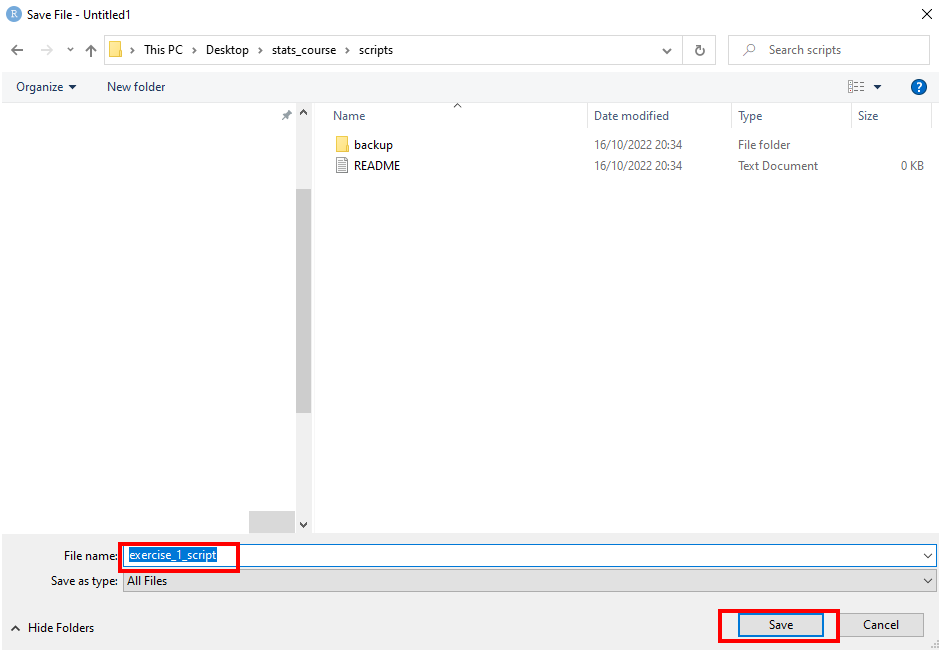 R Save File - Untitled1
This PC > Desktop > stats_course > scripts
Search scripts
Organize
New folder
?
Name
Date modified
Type
Size
backup
16/10/2022 20:34
File folder
README
16/10/2022 20:34
Text Document
0 KB
File name: exercise_1_script
Save as type: All Files
Hide Folders
Save
Cancel